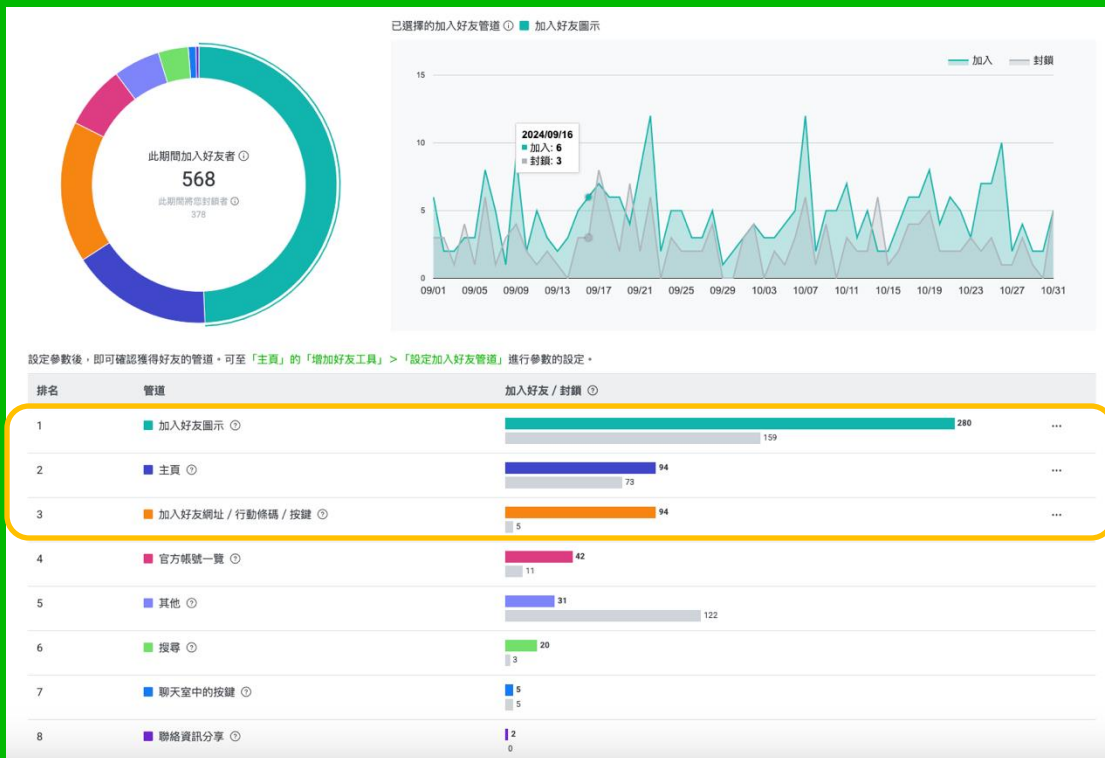 已選擇的加入好友管道 加入好友圖示
加入 封鎖
15
10
5
0
2024/09/16
加入: 6
封鎖: 3
09/01 09/05 09/09 09/13 09/17 09/21 09/25 09/29 10/03 10/07 10/11 10/15 10/19 10/23 10/27 10/31
此期間加入好友者
568
此期間將您封鎖者
378
設定參數後，即可確認獲得好友的管道。可至「主頁」的「增加好友工具」>「設定加入好友管道」進行參數的設定。
排名 管道 加入好友 / 封鎖
1 加入好友圖示 280
159
2 主頁 94
73
3 加入好友網址 / 行動條碼 / 按鍵 94
5
4 官方帳號一覽 42
11
5 其他 31
122
6 搜尋 20
3
7 聊天室中的按鍵 5
5
8 聯絡資訊分享 2
0